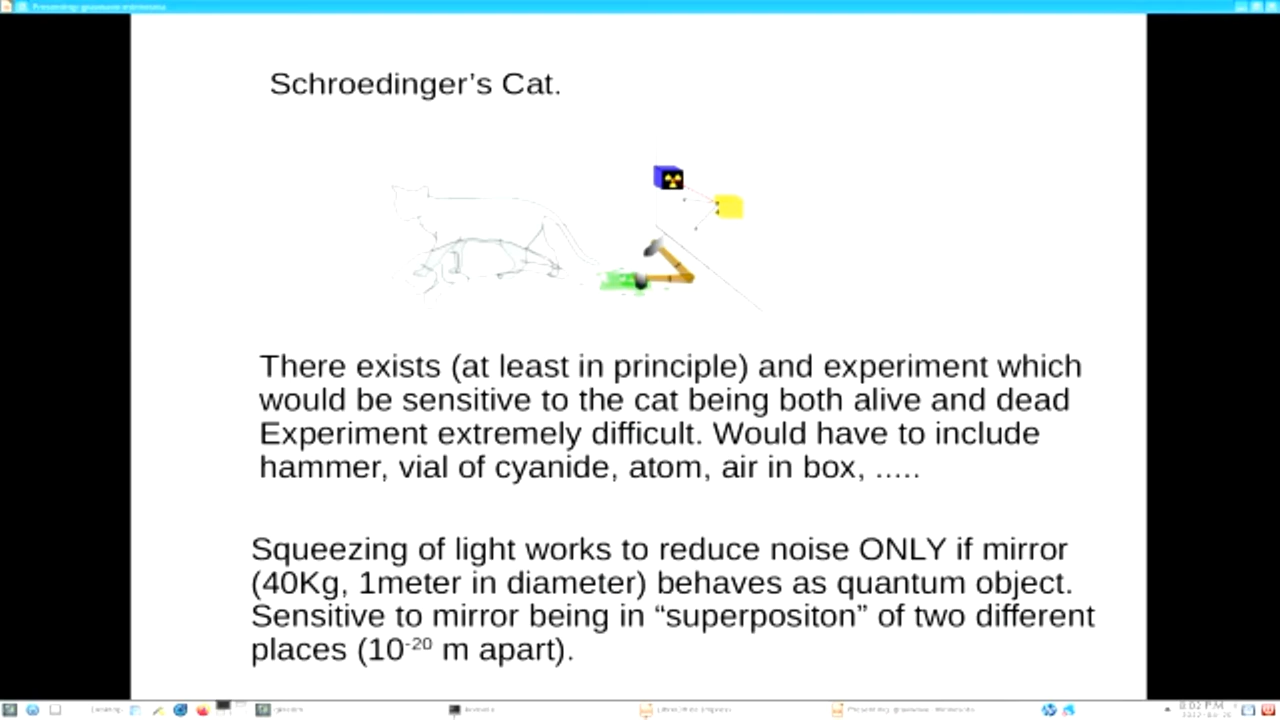 Schroedinger's Cat.
There exists (at least in principle) and experiment which
would be sensitive to the cat being both alive and dead
Experiment extremely difficult. Would have to include
hammer, vial of cyanide, atom, air in box, .....
Squeezing of light works to reduce noise ONLY if mirror
(40Kg, 1meter in diameter) behaves as quantum object.
Sensitive to mirror being in “superpositon” of two different
places (10⁻²⁰ m apart).
8:02 P.M.